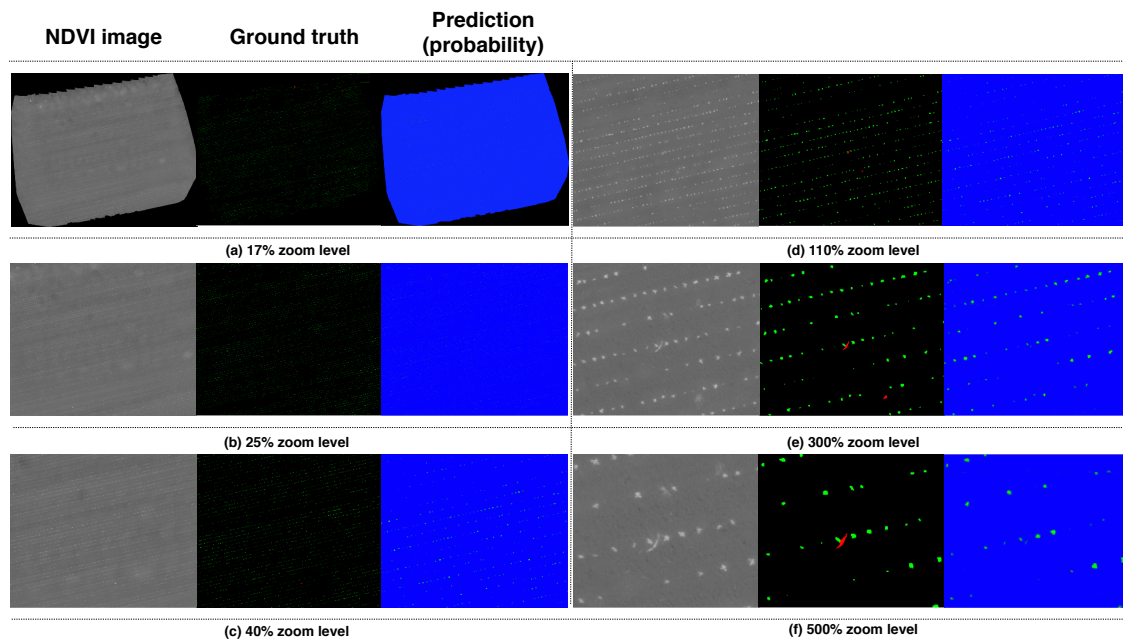 NDVI image
Ground truth
Prediction
(probability)
(a) 17% zoom level
(d) 110% zoom level
(b) 25% zoom level
(e) 300% zoom level
(c) 40% zoom level
(f) 500% zoom level